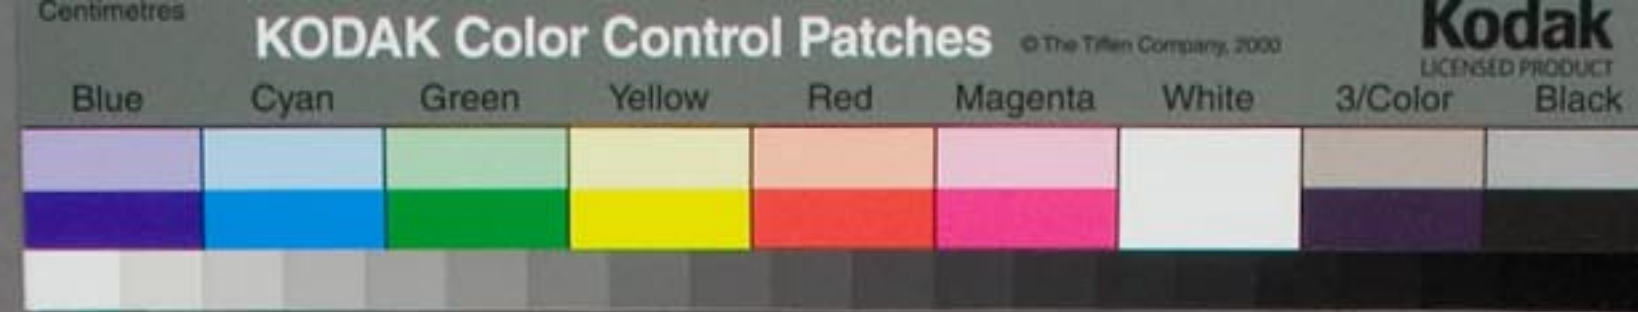 Centimetres
KODAK Color Control Patches © The Tiffen Company, 2000
Kodak
LICENSED PRODUCT
Blue Cyan Green Yellow Red Magenta White 3/Color Black